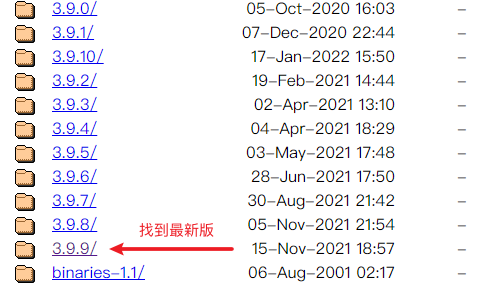 3.9.0/ 05-Oct-2020 16:03 -
3.9.1/ 07-Dec-2020 22:44 -
3.9.10/ 17-Jan-2022 15:50 -
3.9.2/ 19-Feb-2021 14:44 -
3.9.3/ 02-Apr-2021 13:10 -
3.9.4/ 04-Apr-2021 18:29 -
3.9.5/ 03-May-2021 17:48 -
3.9.6/ 28-Jun-2021 17:50 -
3.9.7/ 30-Aug-2021 21:42 -
3.9.8/ 05-Nov-2021 21:54 -
找到最新版
3.9.9/ 15-Nov-2021 18:57 -
binaries-1.1/ 06-Aug-2001 02:17 -